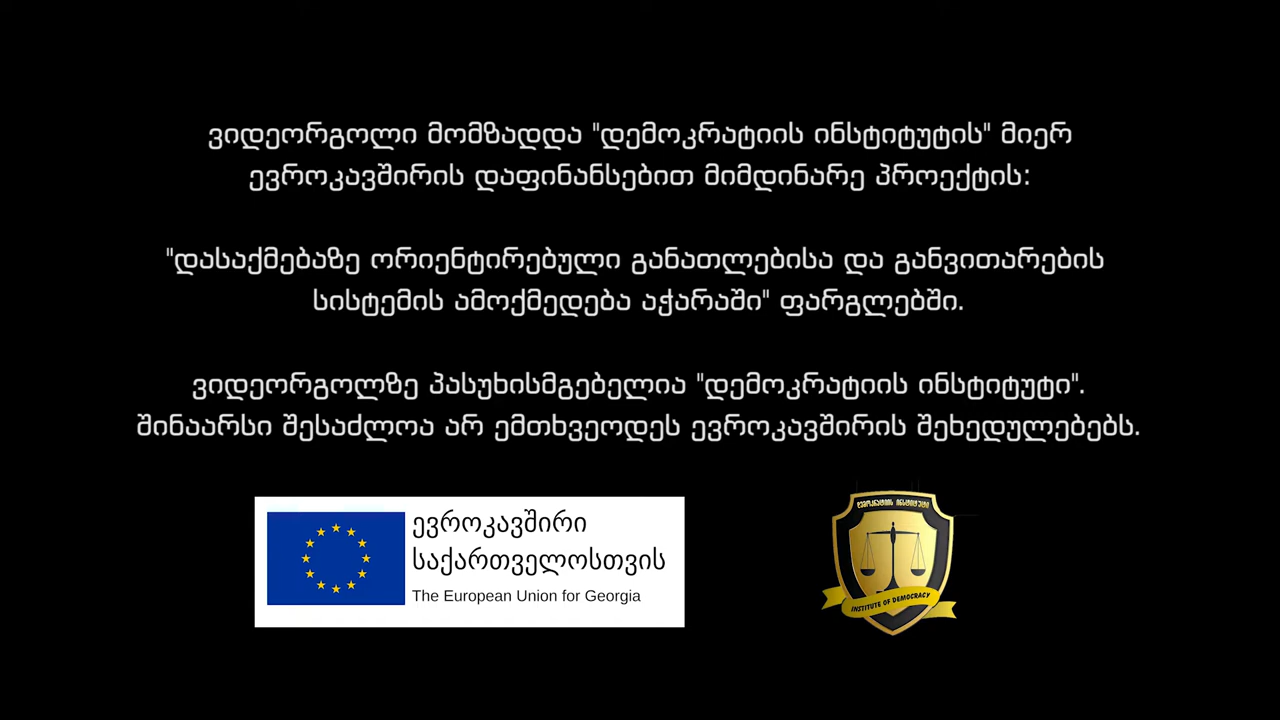 ვიდეორგოლი მომზადდა "დემოკრატიის ინსტიტუტის" მიერ
ევროკავშირის დაფინანსებით მიმდინარე პროექტის:
"დასაქმებაზე ორიენტირებული განათლებისა და განვითარების
სისტემის ამოქმედება აჭარაში" ფარგლებში.
ვიდეორგოლზე პასუხისმგებელია "დემოკრატიის ინსტიტუტი".
შინაარსი შესაძლოა არ ემთხვეოდეს ევროკავშირის შეხედულებებს.
ევროკავშირი
საქართველოსთვის
The European Union for Georgia
დემოკრატიის ინსტიტუტი
INSTITUTE OF DEMOCRACY